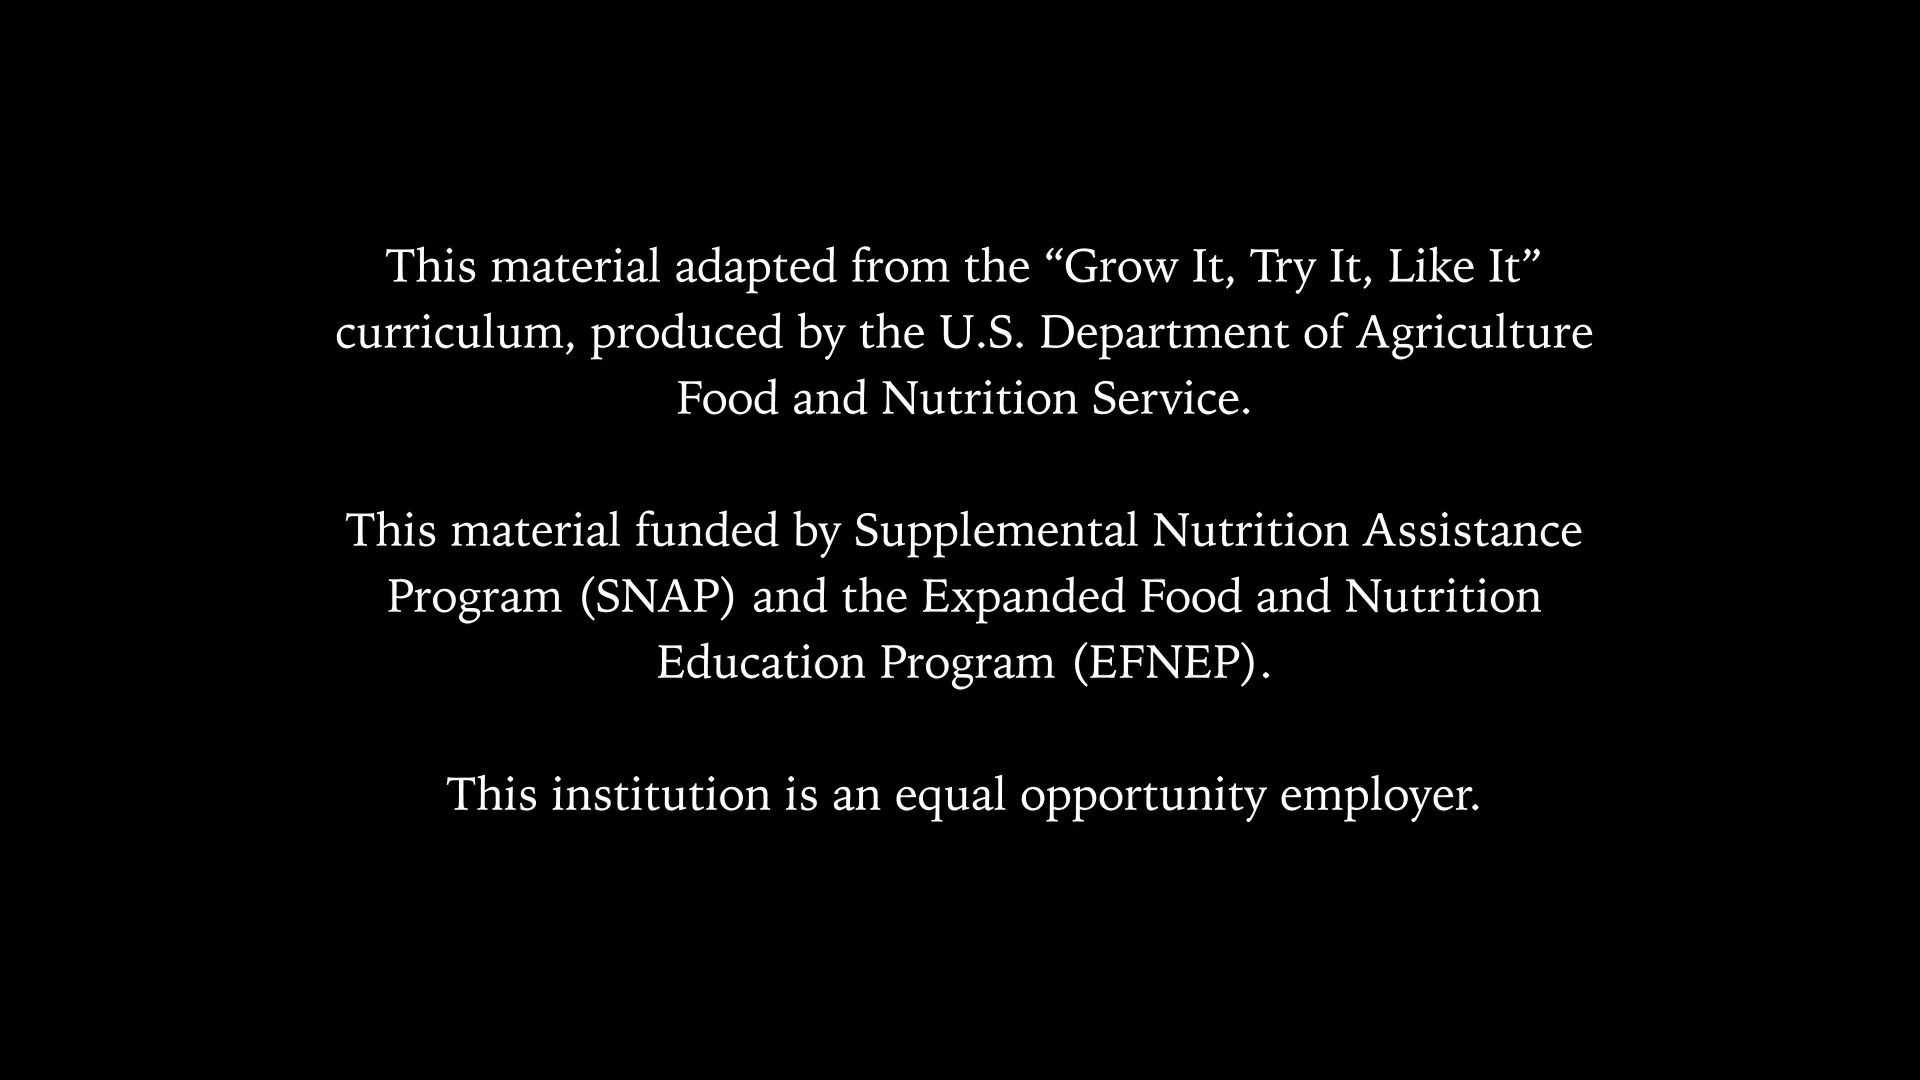 This material adapted from the “Grow It, Try It, Like It”
curriculum, produced by the U.S. Department of Agriculture
Food and Nutrition Service.
This material funded by Supplemental Nutrition Assistance
Program (SNAP) and the Expanded Food and Nutrition
Education Program (EFNEP).
This institution is an equal opportunity employer.